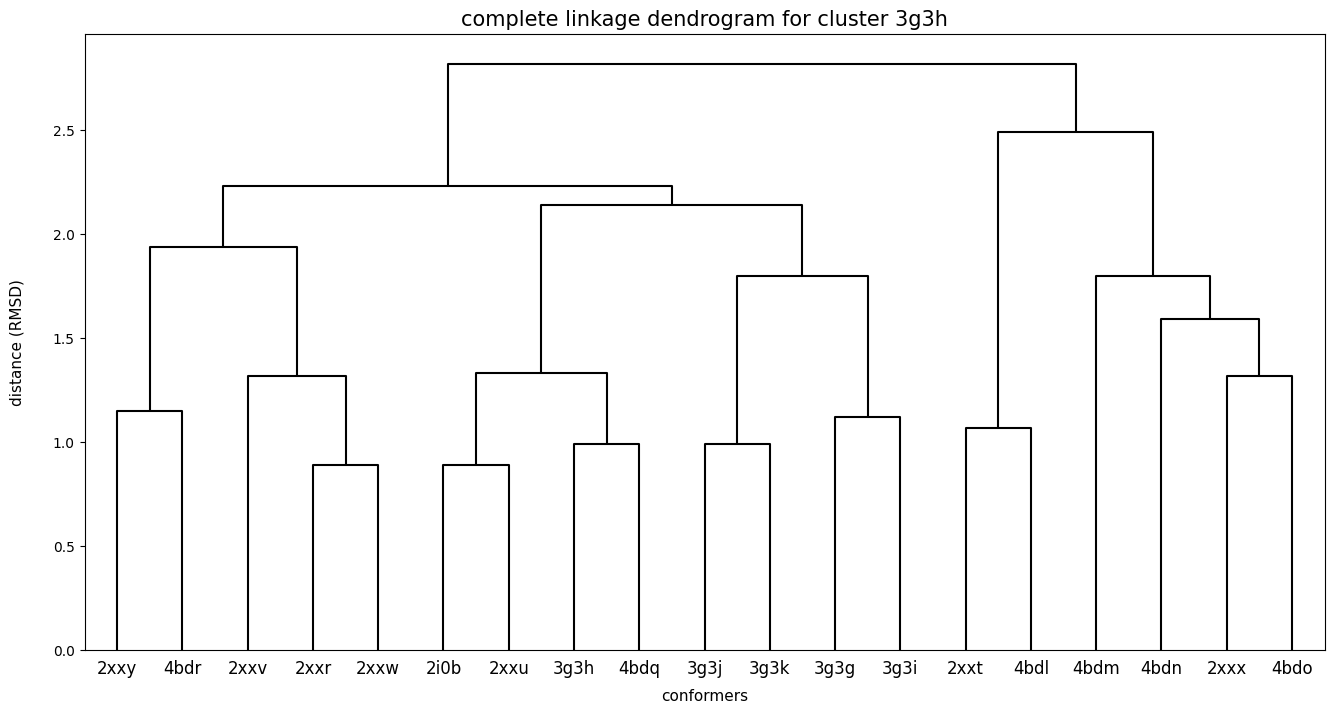 complete linkage dendrogram for cluster 3g3h
distance (RMSD)
2.5
2.0
1.5
1.0
0.5
0.0
2xxy 4bdr 2xxv 2xxr 2xxw 2i0b 2xxu 3g3h 4bdq 3g3j 3g3k 3g3g 3g3i 2xxt 4bdl 4bdm 4bdn 2xxx 4bdo
conformers